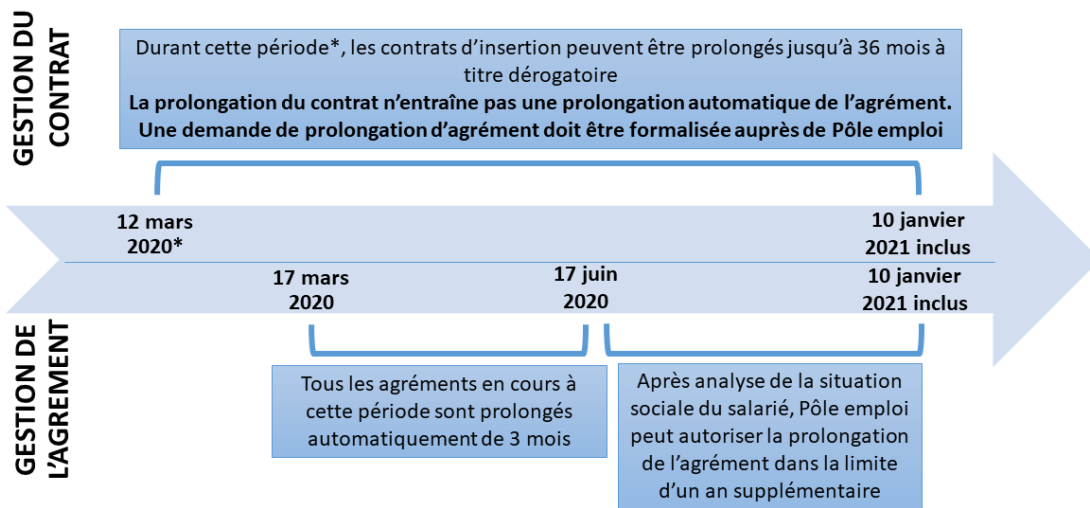 GESTION DU
CONTRAT
Durant cette période*, les contrats d’insertion peuvent être prolongés jusqu’à 36 mois à
titre dérogatoire
La prolongation du contrat n’entraîne pas une prolongation automatique de l’agrément.
Une demande de prolongation d’agrément doit être formalisée auprès de Pôle emploi
12 mars
2020*
10 janvier
2021 inclus
17 mars
2020
17 juin
2020
10 janvier
2021 inclus
GESTION DE
L’AGREMENT
Tous les agréments en cours à
cette période sont prolongés
automatiquement de 3 mois
Après analyse de la situation
sociale du salarié, Pôle emploi
peut autoriser la prolongation
de l’agrément dans la limite
d’un an supplémentaire